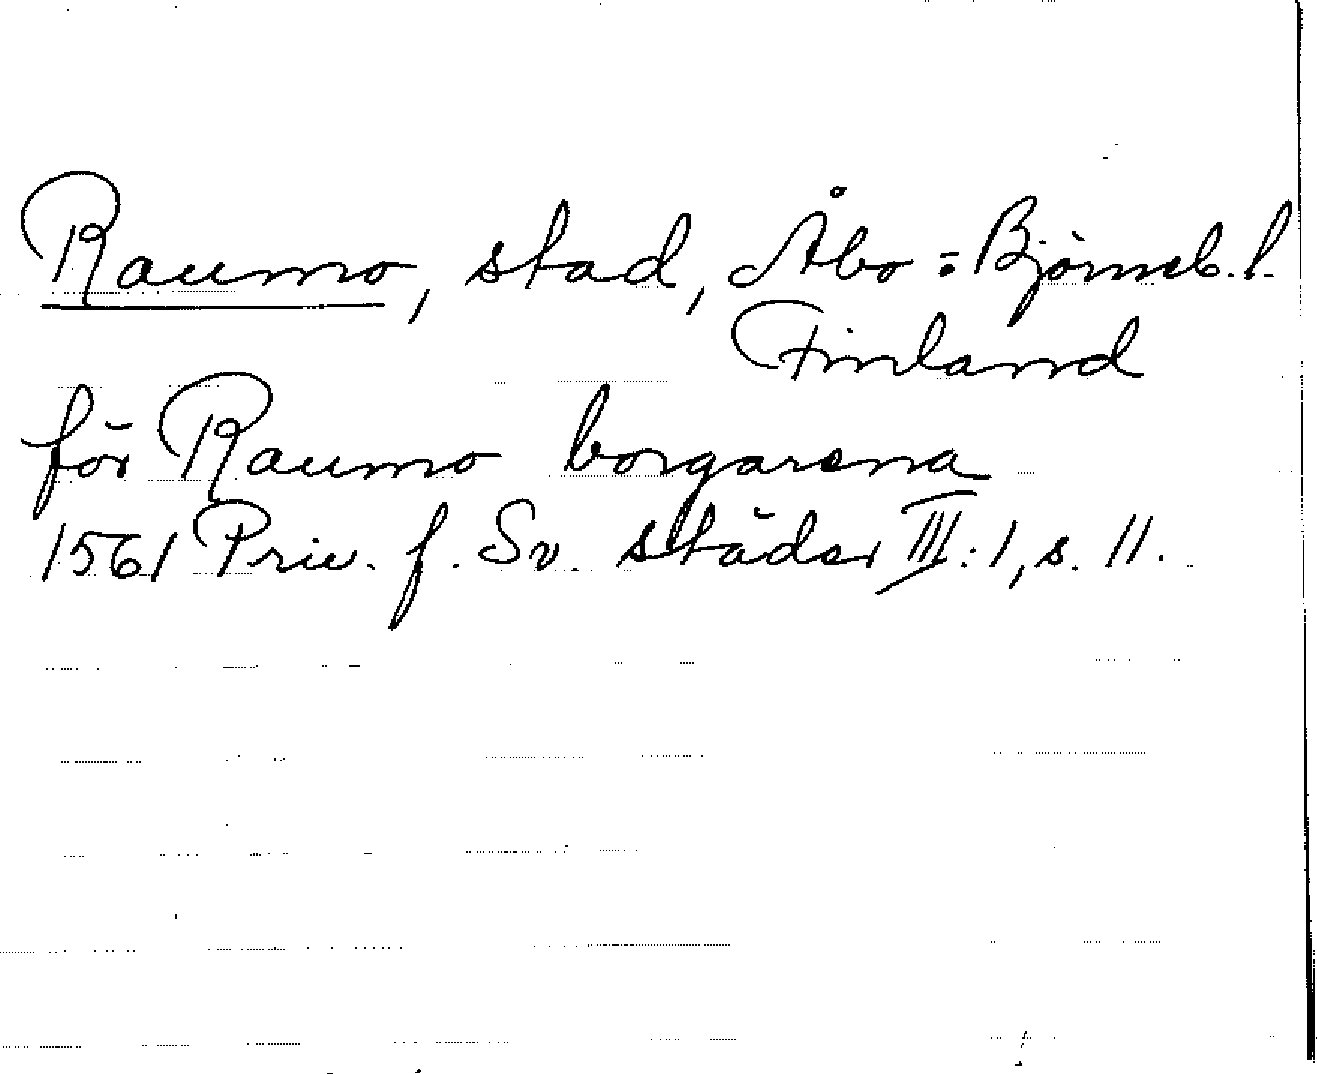 Raumo, stad, Åbo-Björneb. l.
Finland
för Raumo borgarena
1561 Priv. f. Sv. städer III:1, s. 11.